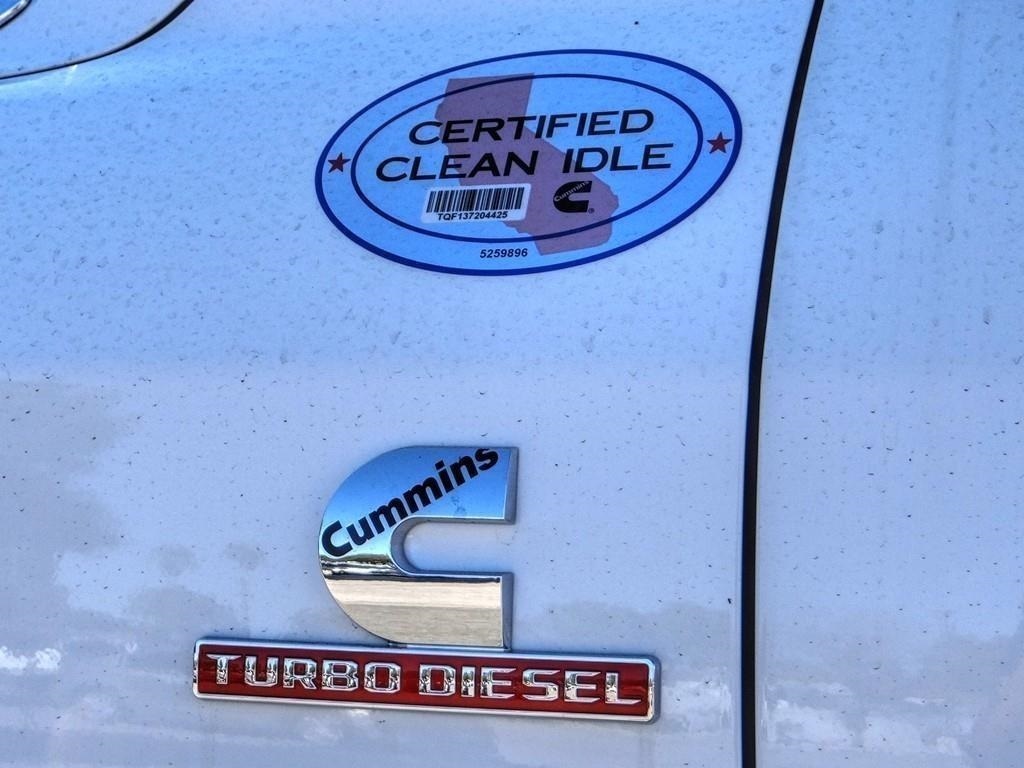 CERTIFIED
CLEAN IDLE
Cummins
TQF137204425
5259896
Cummins
TURBO DIESEL